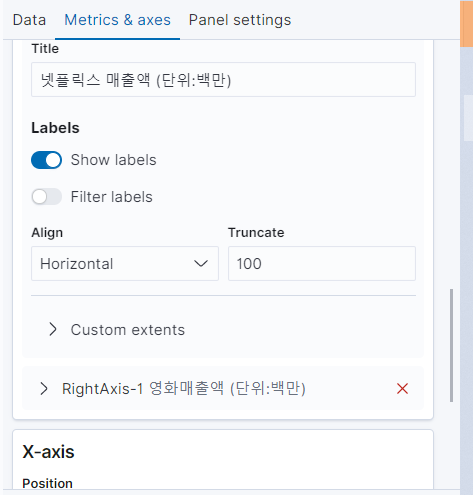 Data Metrics & axes Panel settings
Title
넷플릭스 매출액 (단위:백만)
Labels
Show labels
Filter labels
Align Truncate
Horizontal 100
Custom extents
RightAxis-1 영화매출액 (단위:백만)
X-axis
Position